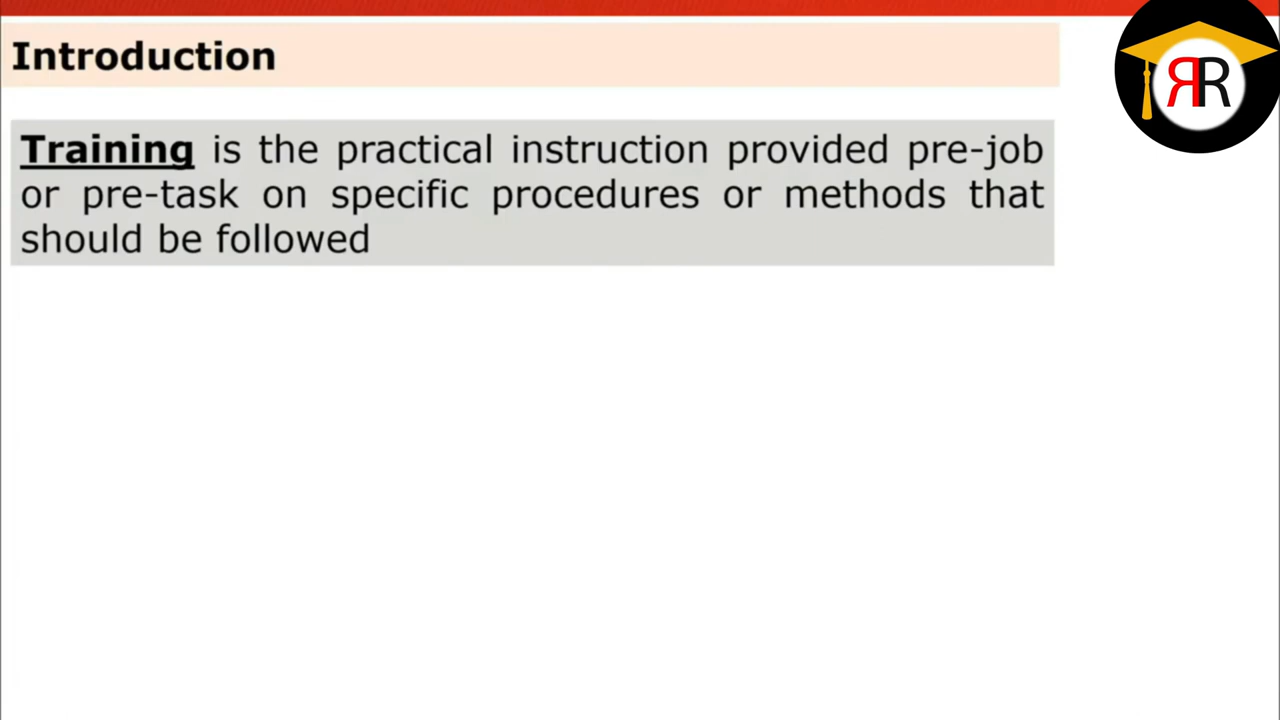 Introduction
RR
Training is the practical instruction provided pre-job
or pre-task on specific procedures or methods that
should be followed